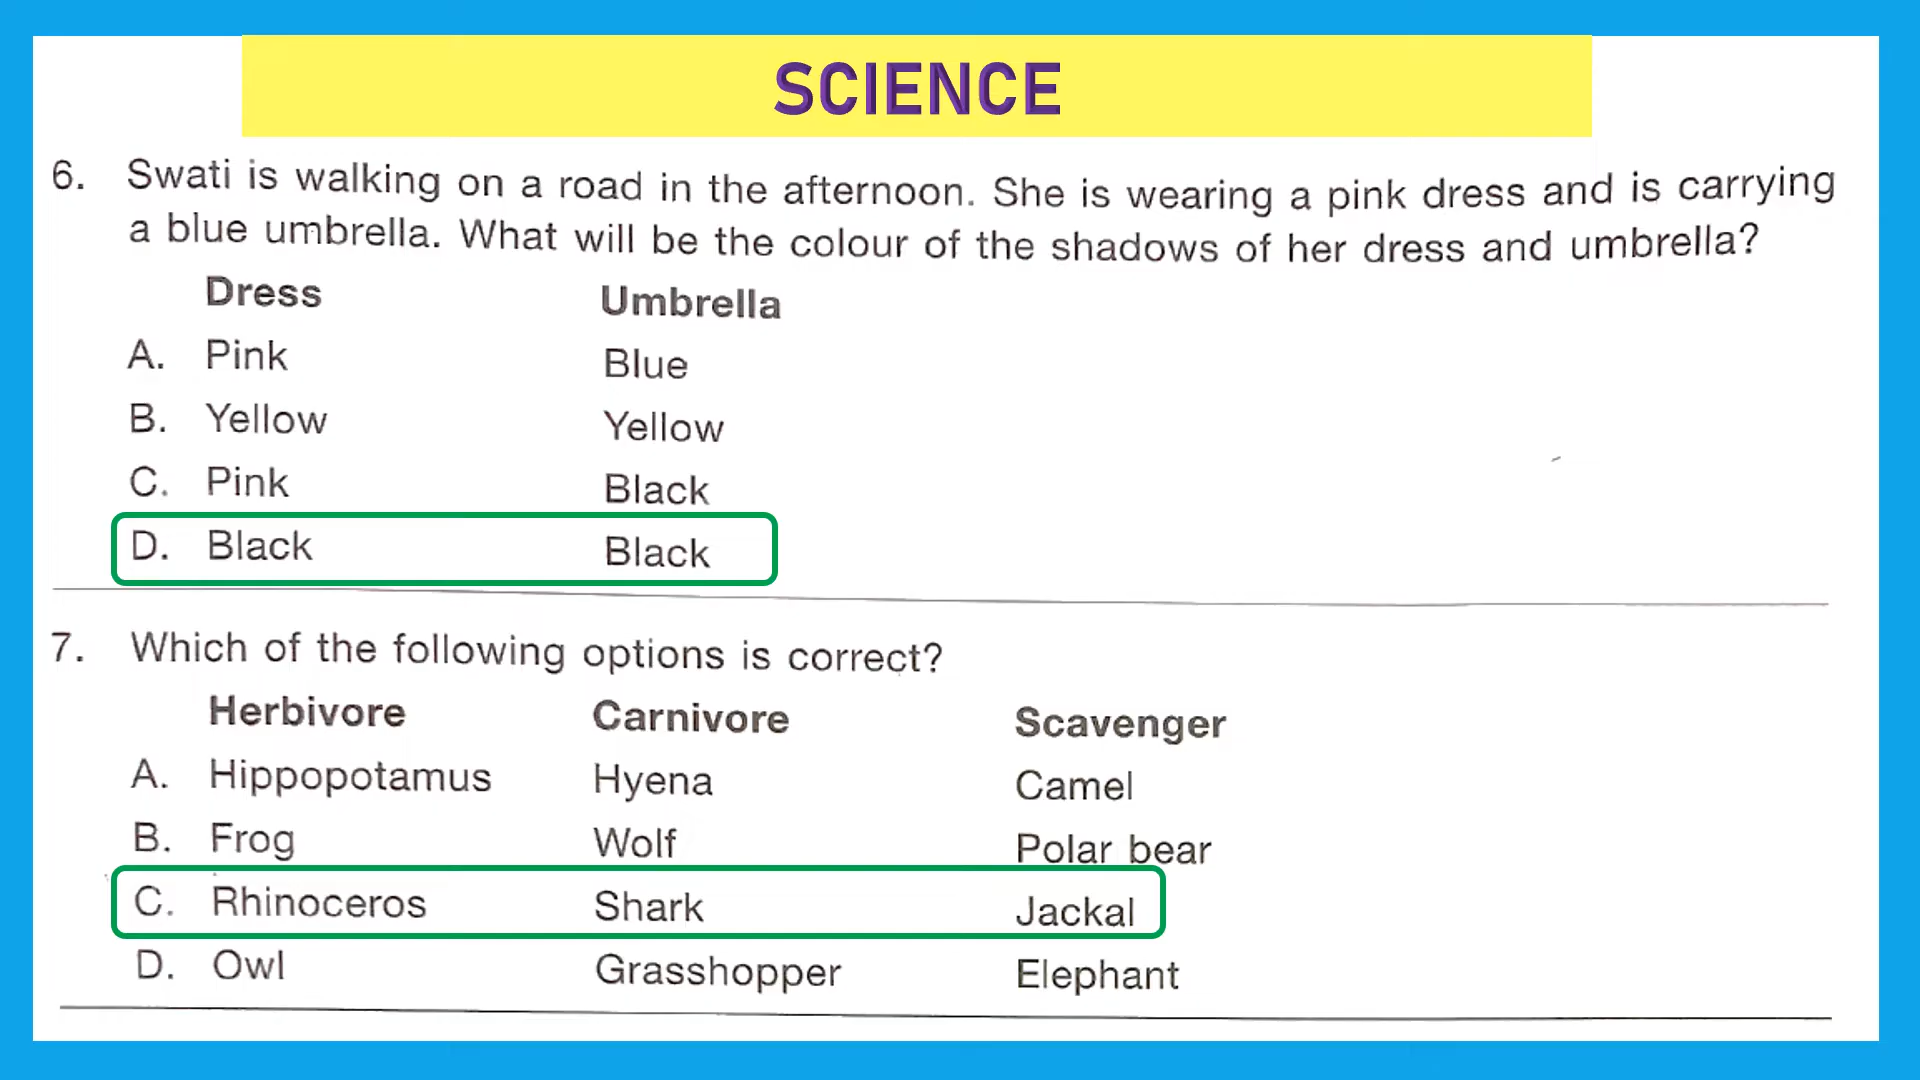 SCIENCE
6. Swati is walking on a road in the afternoon. She is wearing a pink dress and is carrying
a blue umbrella. What will be the colour of the shadows of her dress and umbrella?
Dress Umbrella
A. Pink Blue
B. Yellow Yellow
C. Pink Black
D. Black Black
7. Which of the following options is correct?
Herbivore Carnivore Scavenger
A. Hippopotamus Hyena Camel
B. Frog Wolf Polar bear
C. Rhinoceros Shark Jackal
D. Owl Grasshopper Elephant